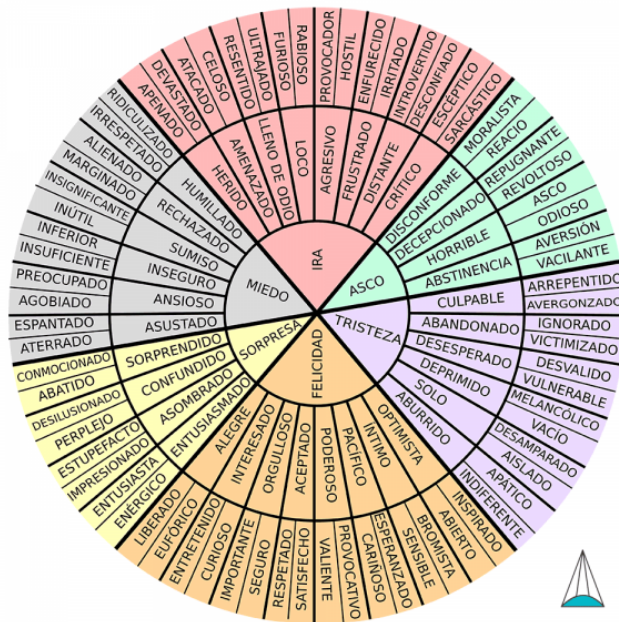 IRA
HERIDO
AMENAZADO
LLENO DE ODIO
LOCO
AGRESIVO
FRUSTRADO
DISTANTE
CRÍTICO
APENADO
DEVASTADO
ATACADO
CELOSO
RESENTIDO
ULTRAJADO
FURIOSO
RABIOSO
PROVOCADOR
HOSTIL
ENFURECIDO
IRRITADO
INTROVERTIDO
DESCONFIADO
ESCÉPTICO
SARCÁSTICO
ASCO
DISCONFORME
DECEPCIONADO
HORRIBLE
ABSTINENCIA
MORALISTA
REACIO
REPUGNANTE
REVOLTOSO
ASCO
ODIOSO
AVERSIÓN
VACILANTE
TRISTEZA
CULPABLE
ABANDONADO
DESESPERADO
DEPRIMIDO
SOLO
ABURRIDO
ARREPENTIDO
AVERGONZADO
IGNORADO
VICTIMIZADO
DESVALIDO
VULNERABLE
MELANCÓLICO
VACÍO
DESAMPARADO
AISLADO
APÁTICO
INDIFERENTE
FELICIDAD
OPTIMISTA
INTIMO
PACÍFICO
PODEROSO
ACEPTADO
ORGULLOSO
INTERESADO
ALEGRE
INSPIRADO
ABIERTO
BROMISTA
SENSIBLE
ESPERANZADO
CARIÑOSO
PROVOCATIVO
VALIENTE
SATISFECHO
RESPETADO
SEGURO
IMPORTANTE
CURIOSO
ENTRETENIDO
EUFÓRICO
LIBERADO
SORPRESA
ENTUSIASMADO
ASOMBRADO
CONFUNDIDO
SORPRENDIDO
ENÉRGICO
ENTUSIASTA
IMPRESIONADO
ESTUPEFACTO
PERPLEJO
DESILUSIONADO
ABATIDO
CONMOCIONADO
MIEDO
ASUSTADO
ANSIOSO
INSEGURO
SUMISO
RECHAZADO
HUMILLADO
ATERRADO
ESPANTADO
AGOBIADO
PREOCUPADO
INSUFICIENTE
INFERIOR
INÚTIL
INSIGNIFICANTE
MARGINADO
ALIENADO
IRRESPETADO
RIDICULIZADO